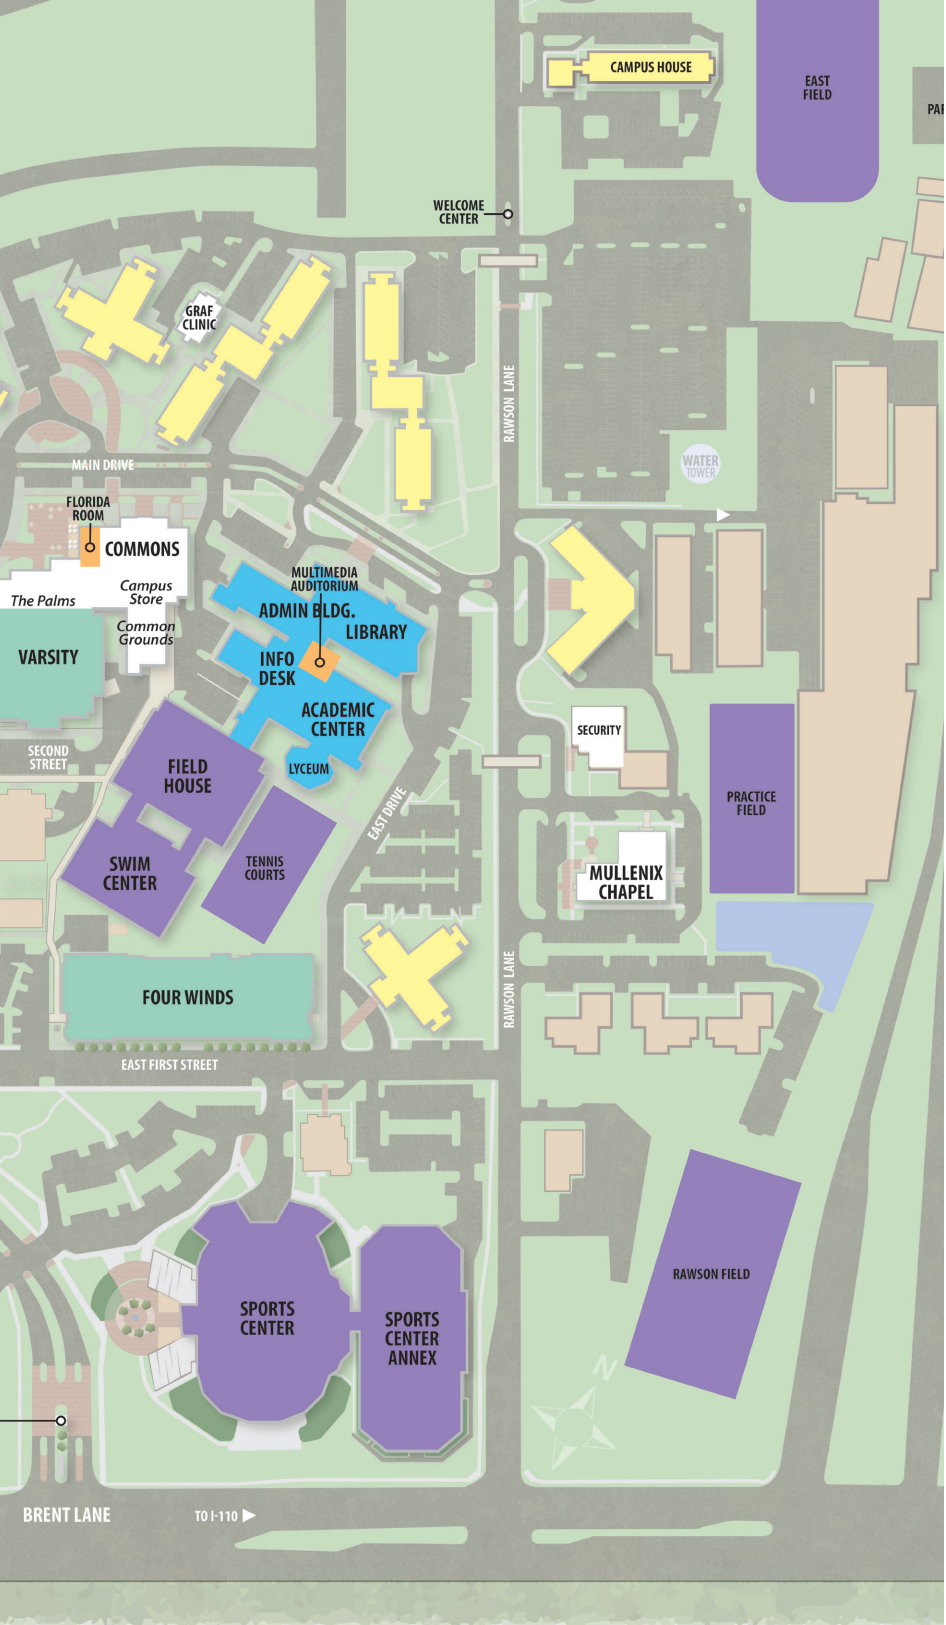 CAMPUS HOUSE
EAST
FIELD
PAR
WELCOME
CENTER
GRAF
CLINIC
RAWSON LANE
MAIN DRIVE
WATER
TOWER
FLORIDA
ROOM
COMMONS
The Palms
Campus
Store
Common
Grounds
MULTIMEDIA
AUDITORIUM
ADMIN BLDG.
LIBRARY
VARSITY
INFO
DESK
ACADEMIC
CENTER
LYCEUM
SECURITY
SECOND
STREET
FIELD
HOUSE
EAST DRIVE
PRACTICE
FIELD
SWIM
CENTER
TENNIS
COURTS
MULLENIX
CHAPEL
RAWSON LANE
FOUR WINDS
EAST FIRST STREET
RAWSON FIELD
SPORTS
CENTER
SPORTS
CENTER
ANNEX
N
BRENT LANE
TO I-110